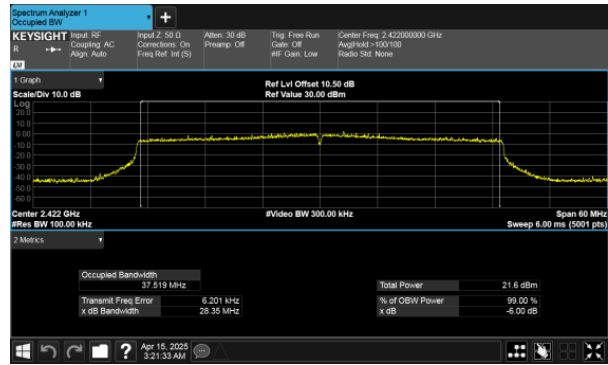 Spectrum Analyzer 1
Occupied BW
+
KEYSIGHT Input: RF Input Z: 50 Ω Atten: 30 dB Trig: Free Run Center Freq: 2.422000000 GHz
R Coupling: AC Corrections: On Preamp: Off Gate: Off Avg|Hold:>100/100
Align: Auto Freq Ref: Int (S) #IF Gain: Low Radio Std: None
LXI
1 Graph
Ref Lvl Offset 10.50 dB
Scale/Div 10.0 dB Ref Value 30.00 dBm
Log
20.0
10.0
0.00
-10.0
-20.0
-30.0
-40.0
-50.0
-60.0
Center 2.422 GHz #Video BW 300.00 kHz Span 60 MHz
#Res BW 100.00 kHz Sweep 6.00 ms (5001 pts)
2 Metrics
Occupied Bandwidth
37.519 MHz Total Power 21.6 dBm
Transmit Freq Error 6.201 kHz % of OBW Power 99.00 %
x dB Bandwidth 28.35 MHz x dB -6.00 dB
? Apr 15, 2025
3:21:33 AM